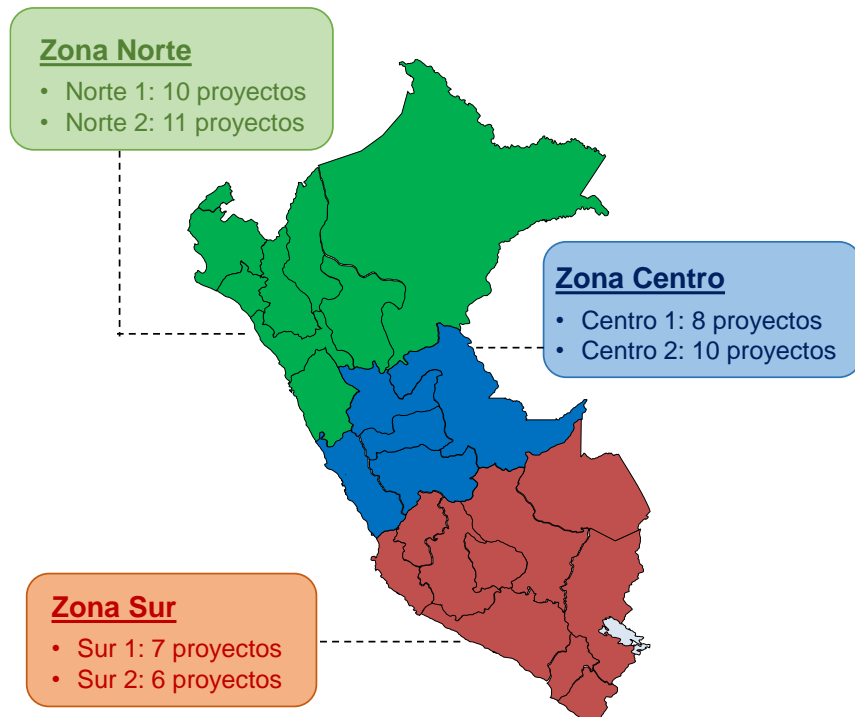 Zona Norte
• Norte 1: 10 proyectos
• Norte 2: 11 proyectos
Zona Centro
• Centro 1: 8 proyectos
• Centro 2: 10 proyectos
Zona Sur
• Sur 1: 7 proyectos
• Sur 2: 6 proyectos